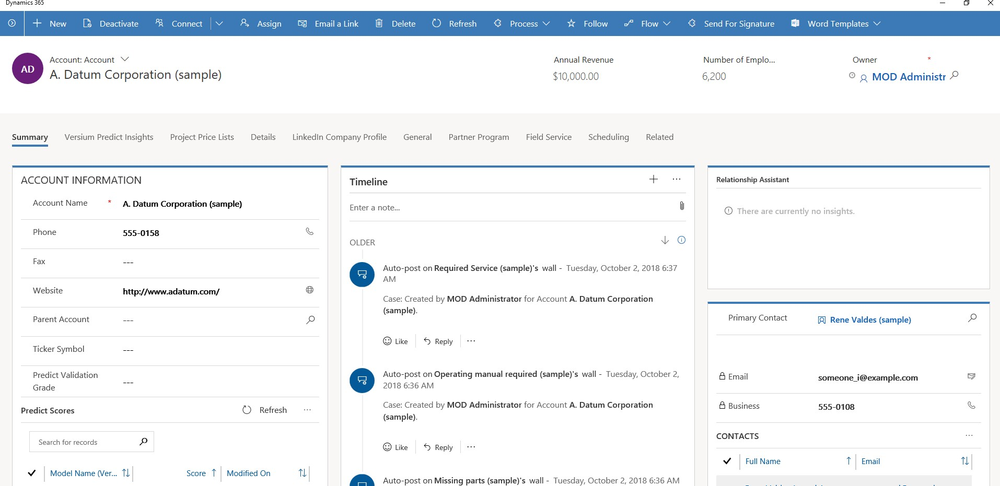 Dynamics 365
New Deactivate Connect Assign Email a Link Delete Refresh Process Follow Flow Send For Signature Word Templates
AD
Account: Account
A. Datum Corporation (sample)
Annual Revenue
$10,000.00
Number of Emplo...
6,200
Owner *
MOD Administr
Summary Versium Predict Insights Project Price Lists Details LinkedIn Company Profile General Partner Program Field Service Scheduling Related
ACCOUNT INFORMATION
Account Name * A. Datum Corporation (sample)
Phone 555-0158
Fax ---
Website http://www.adatum.com/
Parent Account ---
Ticker Symbol ---
Predict Validation
Grade ---
Predict Scores Refresh ...
Search for records
Model Name (Ver... Score Modified On
Timeline ...
Enter a note...
OLDER
Auto-post on Required Service (sample)'s wall - Tuesday, October 2, 2018 6:37
AM
Case: Created by MOD Administrator for Account A. Datum Corporation
(sample).
Like Reply ...
Auto-post on Operating manual required (sample)'s wall - Tuesday, October 2,
2018 6:36 AM
Case: Created by MOD Administrator for Account A. Datum Corporation
(sample).
Like Reply ...
Auto-post on Missing parts (sample)'s wall - Tuesday, October 2, 2018 6:36 AM
Relationship Assistant
There are currently no insights.
Primary Contact Rene Valdes (sample)
Email someone_i@example.com
Business 555-0108
CONTACTS ...
Full Name Email